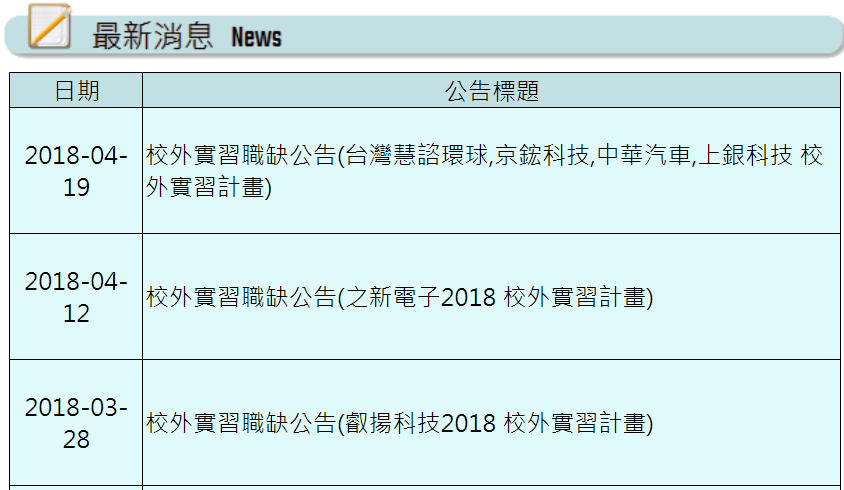 最新消息 News
日期 公告標題
2018-04-
19
校外實習職缺公告(台灣慧諮環球,京鋐科技,中華汽車,上銀科技 校
外實習計畫)
2018-04-
12
校外實習職缺公告(之新電子2018 校外實習計畫)
2018-03-
28
校外實習職缺公告(叡揚科技2018 校外實習計畫)